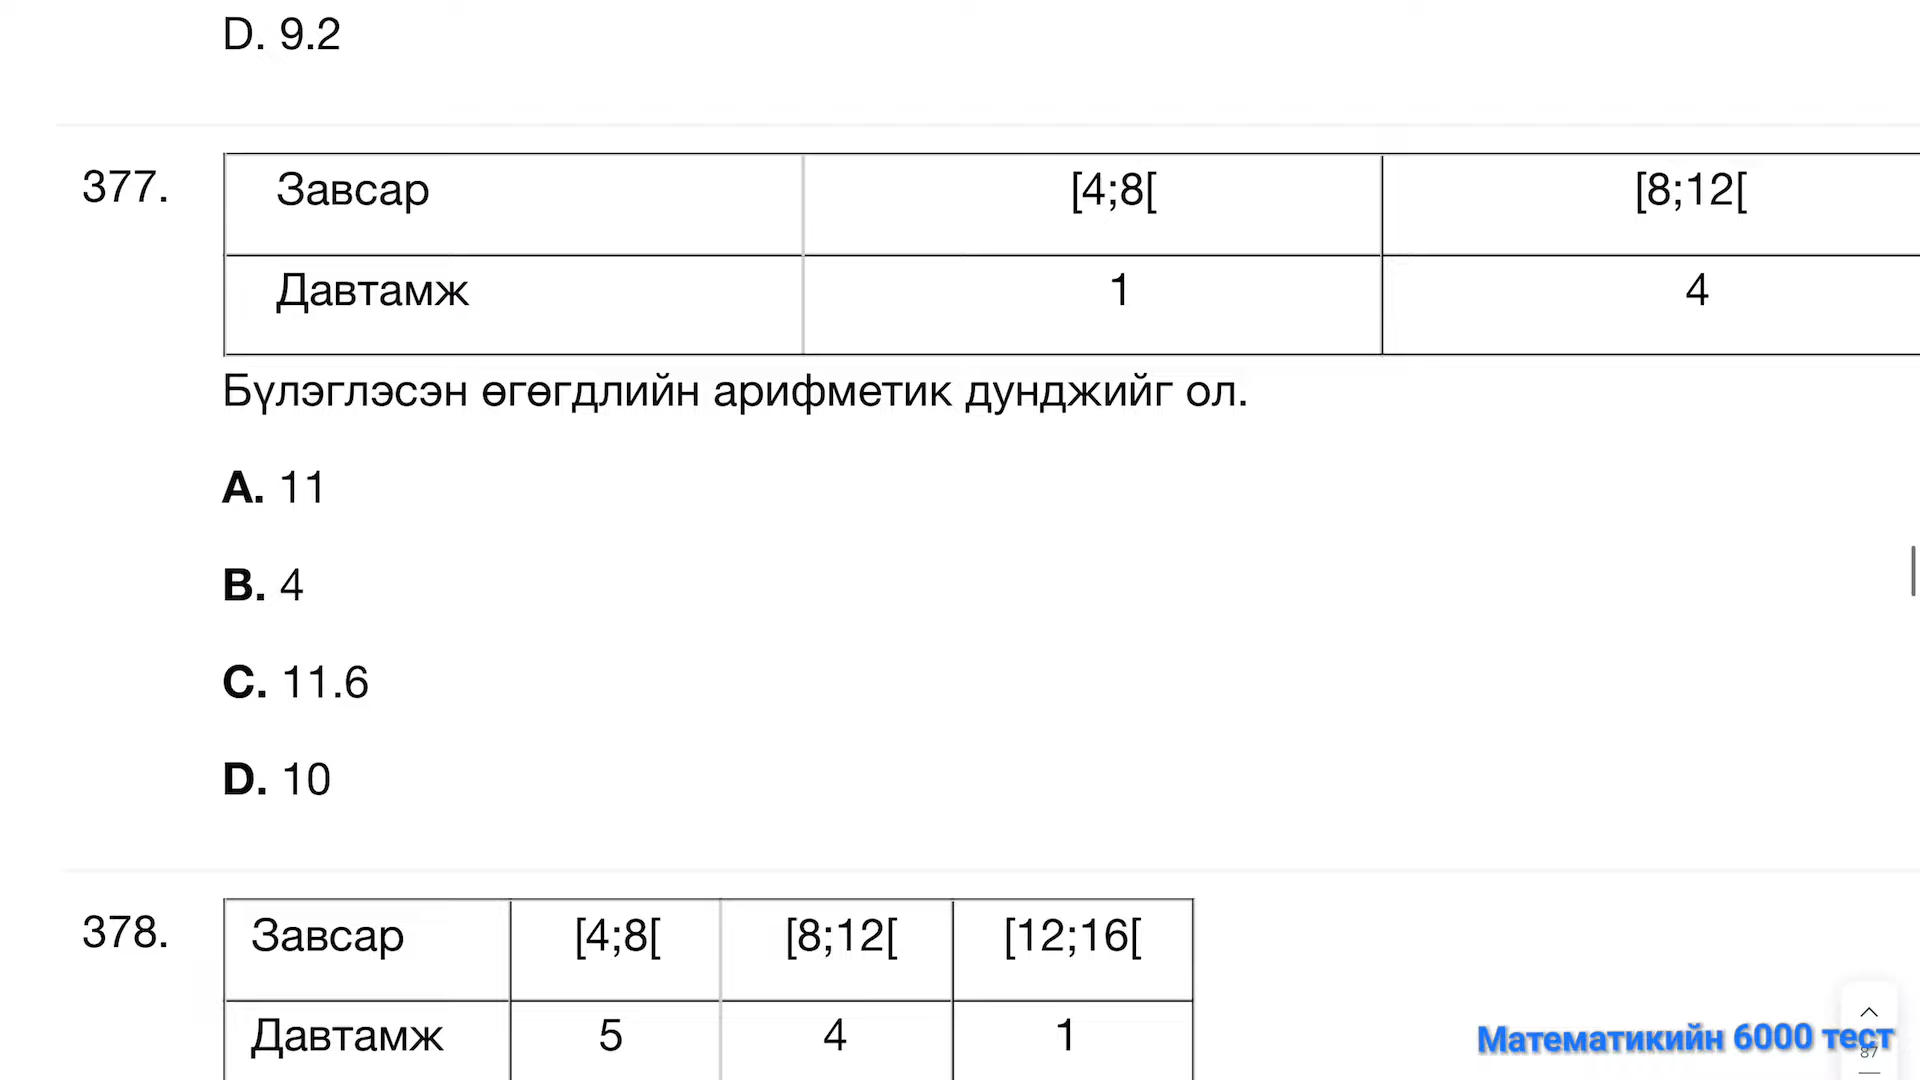 D. 9.2
377.
Завсар [4;8[ [8;12[
Давтамж 1 4
Бүлэглэсэн өгөгдлийн арифметик дунджийг ол.
A. 11
B. 4
C. 11.6
D. 10
378.
Завсар [4;8[ [8;12[ [12;16[
Давтамж 5 4 1
Математикийн 6000 тест
87